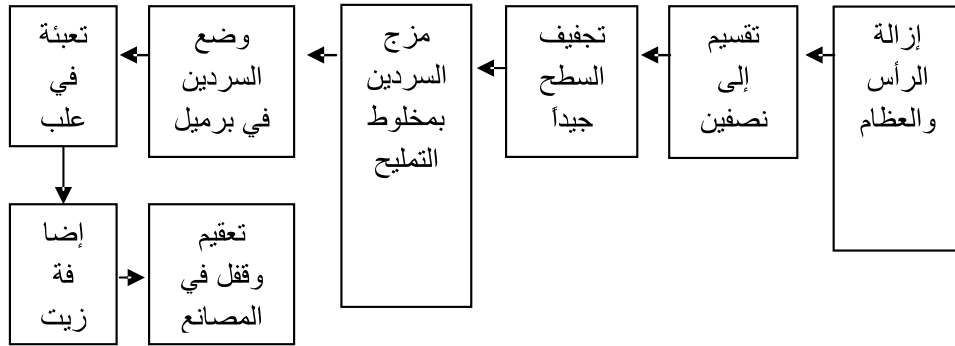 إزالة
الرأس
والعظام
تقسيم
إلى
نصفين
تجفيف
السطح
جيداً
مزج
السردين
بمخلوط
التمليح
وضع
السردين
في برميل
تعبئة
في
علب
إضا
فة
زيت
تعقيم
وقفل في
المصانع